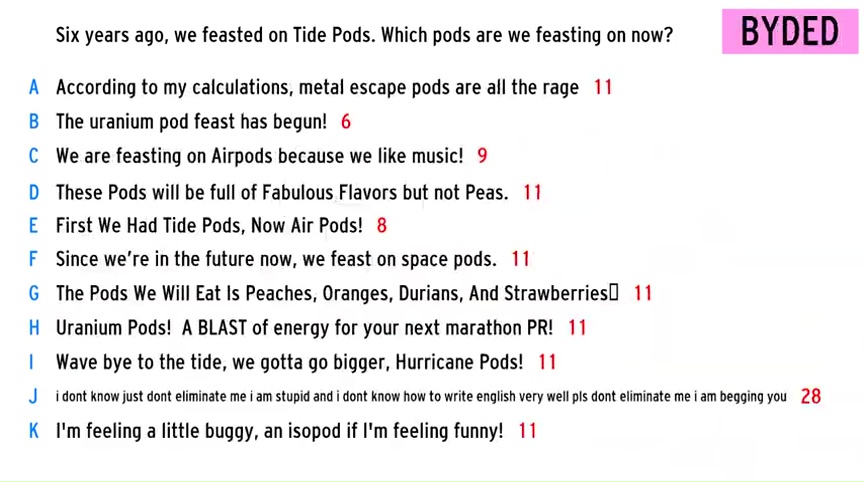 Six years ago, we feasted on Tide Pods. Which pods are we feasting on now?
BYDED
A According to my calculations, metal escape pods are all the rage 11
B The uranium pod feast has begun! 6
C We are feasting on Airpods because we like music! 9
D These Pods will be full of Fabulous Flavors but not Peas. 11
E First We Had Tide Pods, Now Air Pods! 8
F Since we're in the future now, we feast on space pods. 11
G The Pods We Will Eat Is Peaches, Oranges, Durians, And Strawberries▯ 11
H Uranium Pods! A BLAST of energy for your next marathon PR! 11
I Wave bye to the tide, we gotta go bigger, Hurricane Pods! 11
J i dont know just dont eliminate me i am stupid and i dont know how to write english very well pls dont eliminate me i am begging you 28
K I'm feeling a little buggy, an isopod if I'm feeling funny! 11